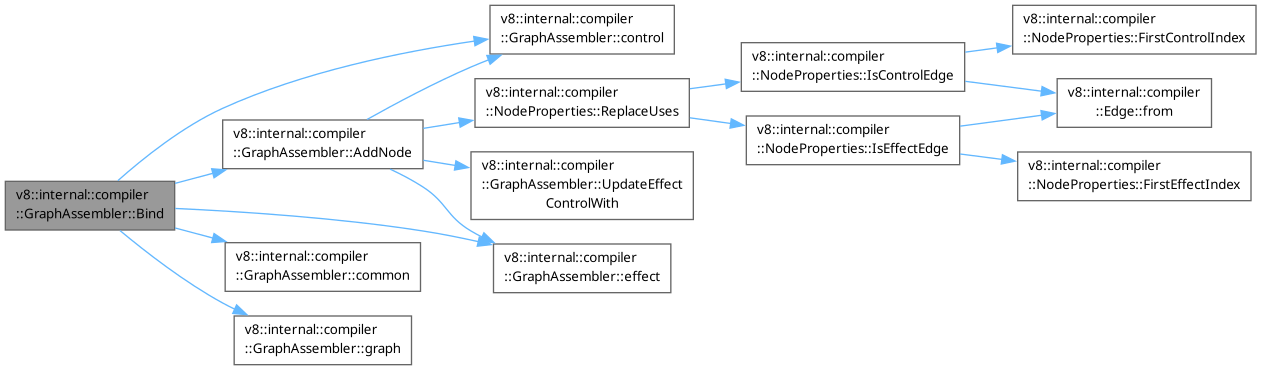 v8::internal::compiler
::GraphAssembler::Bind
v8::internal::compiler
::GraphAssembler::control
v8::internal::compiler
::GraphAssembler::AddNode
v8::internal::compiler
::NodeProperties::ReplaceUses
v8::internal::compiler
::NodeProperties::IsControlEdge
v8::internal::compiler
::NodeProperties::FirstControlIndex
v8::internal::compiler
::Edge::from
v8::internal::compiler
::NodeProperties::IsEffectEdge
v8::internal::compiler
::NodeProperties::FirstEffectIndex
v8::internal::compiler
::GraphAssembler::UpdateEffect
ControlWith
v8::internal::compiler
::GraphAssembler::effect
v8::internal::compiler
::GraphAssembler::common
v8::internal::compiler
::GraphAssembler::graph